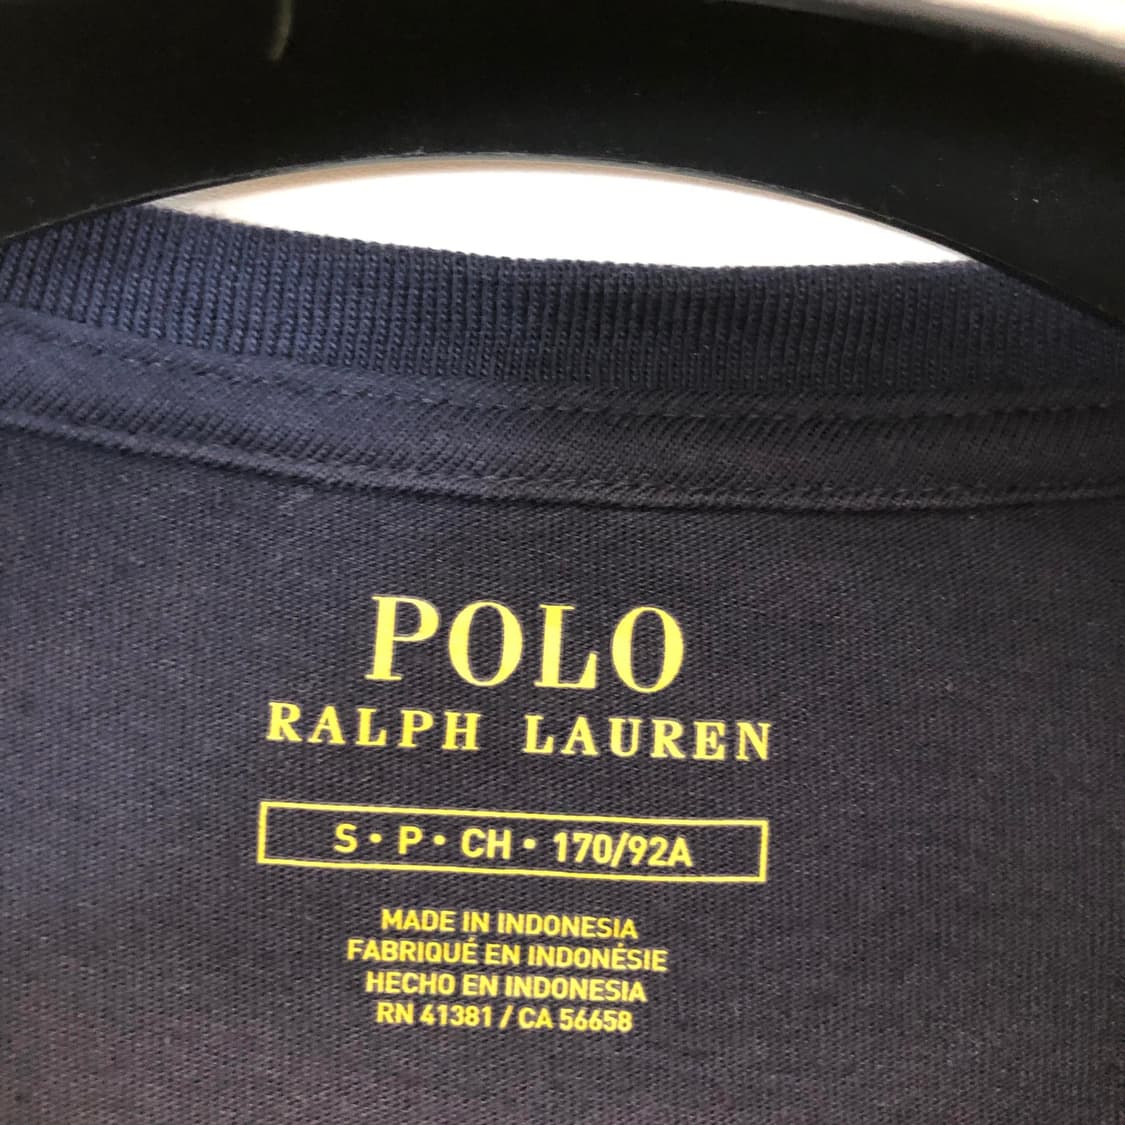 POLO
RALPH LAUREN
S • P • CH • 170/92A
MADE IN INDONESIA
FABRIQUÉ EN INDONÉSIE
HECHO EN INDONESIA
RN 41381 / CA 56658